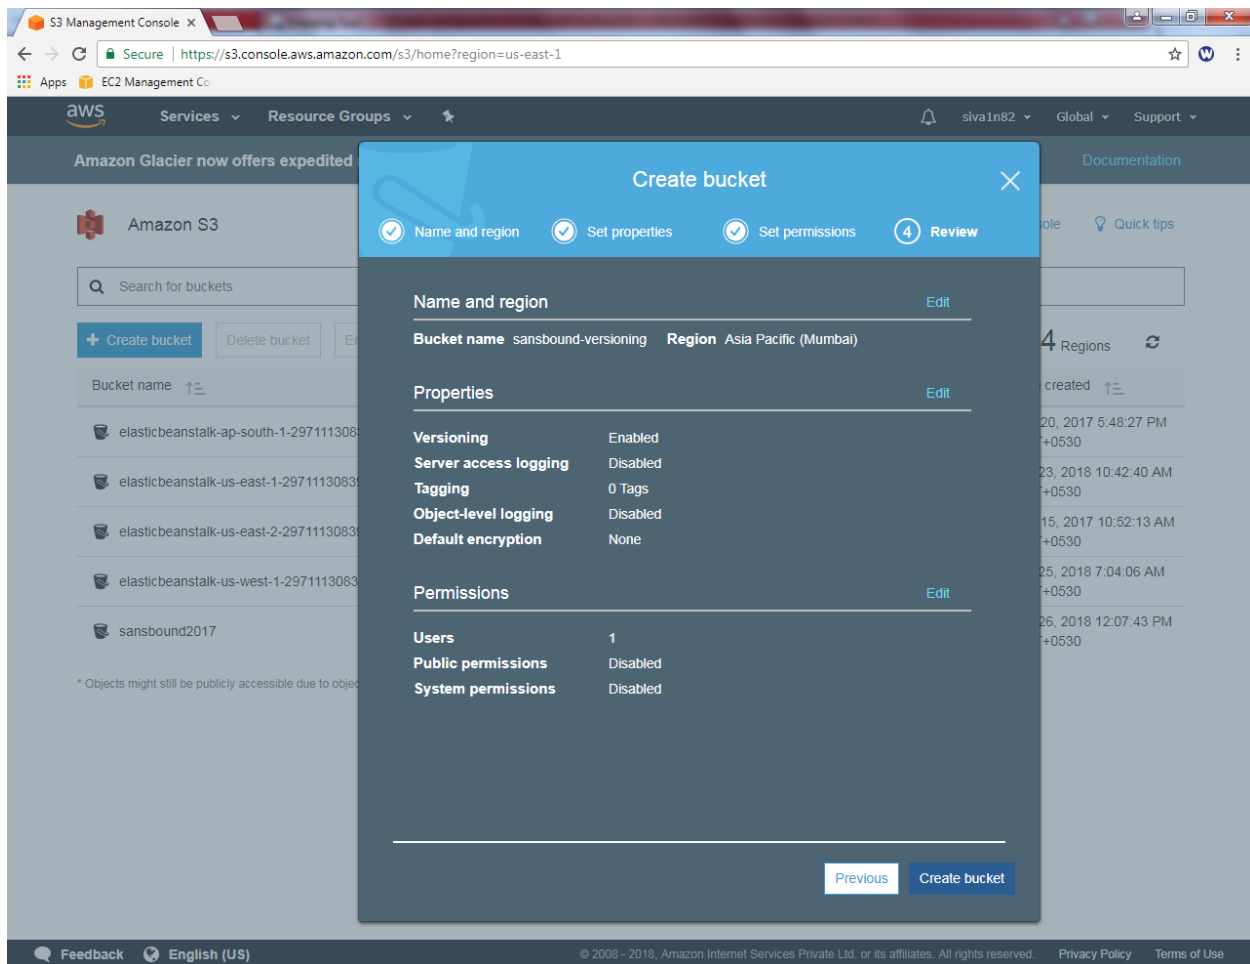 S3 Management Console
Secure | https://s3.console.aws.amazon.com/s3/home?region=us-east-1
Apps EC2 Management Co
aws Services Resource Groups siva1n82 Global Support
Amazon Glacier now offers expedited Documentation
Create bucket
Amazon S3 Quick tips
Name and region Set properties Set permissions 4 Review
Search for buckets
Name and region Edit
Create bucket Delete bucket 4 Regions
Bucket name sansbound-versioning Region Asia Pacific (Mumbai)
Bucket name created
Properties Edit
elasticbeanstalk-ap-south-1-297111308 20, 2017 5:48:27 PM
+0530
Versioning Enabled
Server access logging Disabled
elasticbeanstalk-us-east-1-2971113083 23, 2018 10:42:40 AM
+0530
Tagging 0 Tags
Object-level logging Disabled
elasticbeanstalk-us-east-2-2971113083 15, 2017 10:52:13 AM
+0530
Default encryption None
elasticbeanstalk-us-west-1-2971113083 25, 2018 7:04:06 AM
+0530
Permissions Edit
sansbound2017 26, 2018 12:07:43 PM
+0530
Users 1
Public permissions Disabled
System permissions Disabled
* Objects might still be publicly accessible due to objec
Previous Create bucket
Feedback English (US) © 2008 - 2018, Amazon Internet Services Private Ltd. or its affiliates. All rights reserved. Privacy Policy Terms of Use